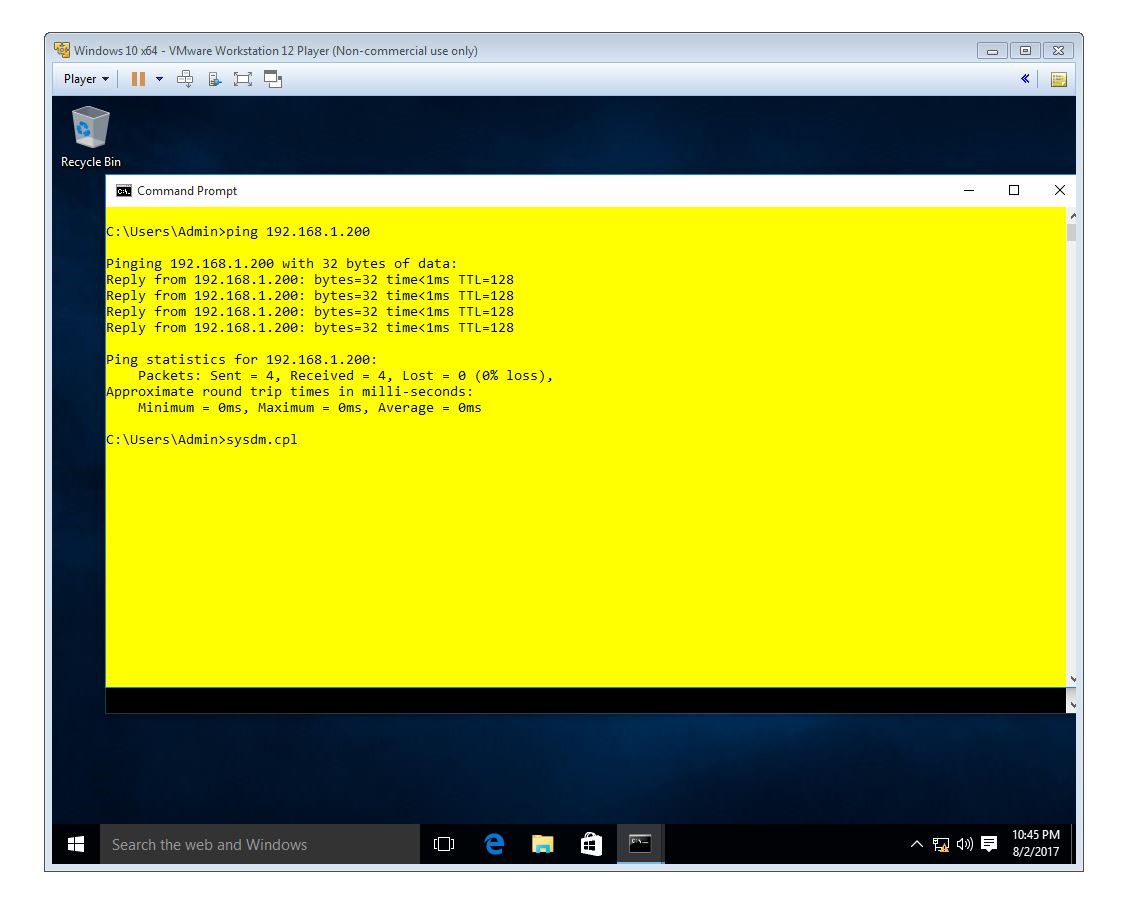 Windows 10 x64 - VMware Workstation 12 Player (Non-commercial use only)
Player
Recycle Bin
Command Prompt
C:\Users\Admin>ping 192.168.1.200
Pinging 192.168.1.200 with 32 bytes of data:
Reply from 192.168.1.200: bytes=32 time<1ms TTL=128
Reply from 192.168.1.200: bytes=32 time<1ms TTL=128
Reply from 192.168.1.200: bytes=32 time<1ms TTL=128
Reply from 192.168.1.200: bytes=32 time<1ms TTL=128
Ping statistics for 192.168.1.200:
    Packets: Sent = 4, Received = 4, Lost = 0 (0% loss),
Approximate round trip times in milli-seconds:
    Minimum = 0ms, Maximum = 0ms, Average = 0ms
C:\Users\Admin>sysdm.cpl
Search the web and Windows
10:45 PM
8/2/2017